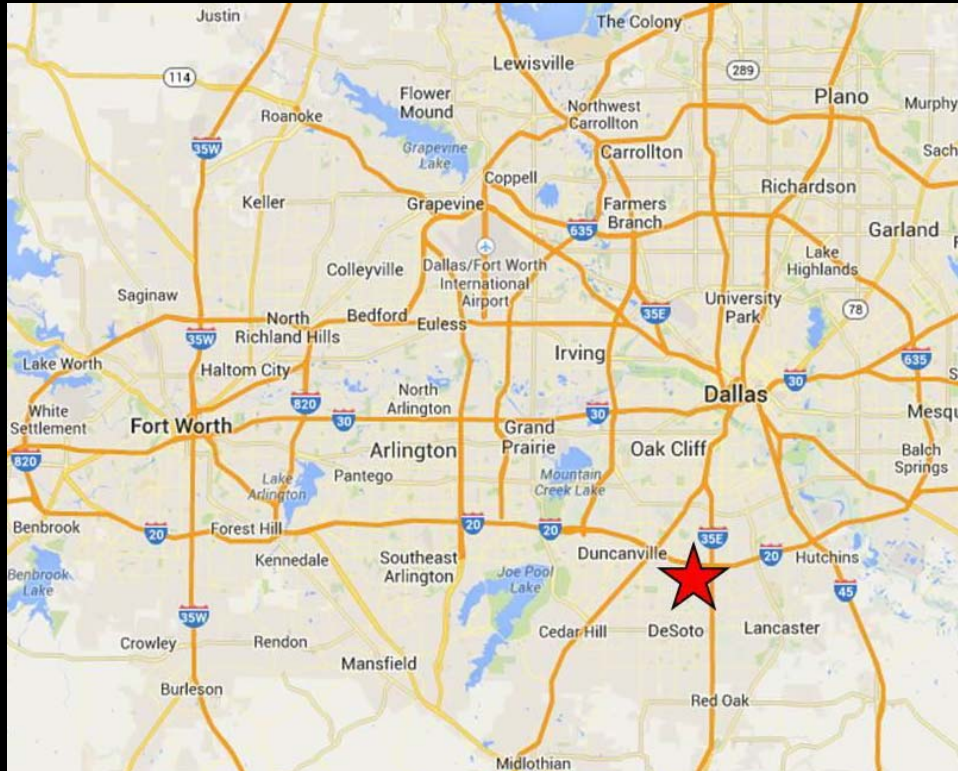 Justin
The Colony
Lewisville
114
289
Plano
Flower
Mound
Murphy
Roanoke
Northwest
Carrollton
35W
Grapevine
Lake
Carrollton
Sach
Coppell
Richardson
Keller
Grapevine
Farmers
Branch
635
Garland
Colleyville
Dallas/Fort Worth
International
Airport
Lake
Highlands
Saginaw
University
Park
78
North
Richland Hills
Bedford
Euless
35E
35W
Irving
635
Lake Worth
Haltom City
30
North
Arlington
Dallas
820
White
Settlement
30
30
Mesqu
Fort Worth
Grand
Prairie
Arlington
Oak Cliff
Balch
Springs
820
Lake
Arlington
Pantego
Mountain
Creek Lake
Benbrook
20
Forest Hill
20
20
35E
Kennedale
Southeast
Arlington
Duncanville
20
Hutchins
Benbrook
Lake
Joe Pool
Lake
45
35W
Crowley
Rendon
Cedar Hill
DeSoto
Lancaster
Mansfield
Burleson
Red Oak
Midlothian